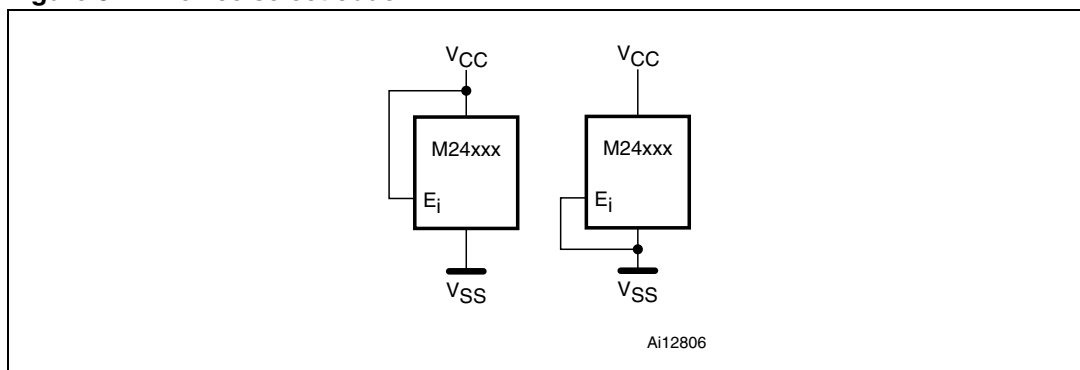 VCC VCC
M24xxx M24xxx
Ei Ei
VSS VSS
Ai12806